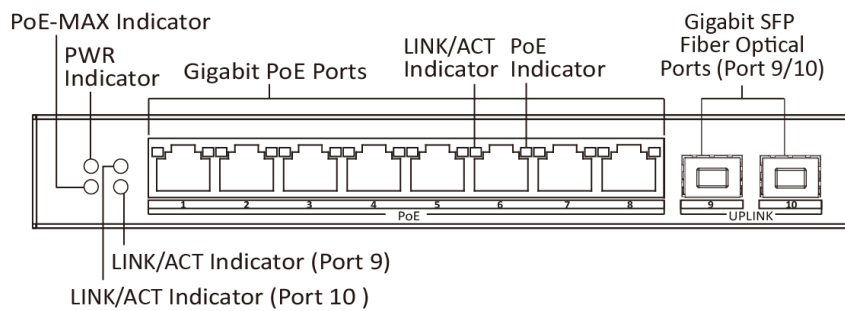 PoE-MAX Indicator
PWR
Indicator
Gigabit PoE Ports
LINK/ACT
Indicator
PoE
Indicator
Gigabit SFP
Fiber Optical
Ports (Port 9/10)
1 2 3 4 5 6 7 8
PoE
9 10
UPLINK
LINK/ACT Indicator (Port 9)
LINK/ACT Indicator (Port 10 )